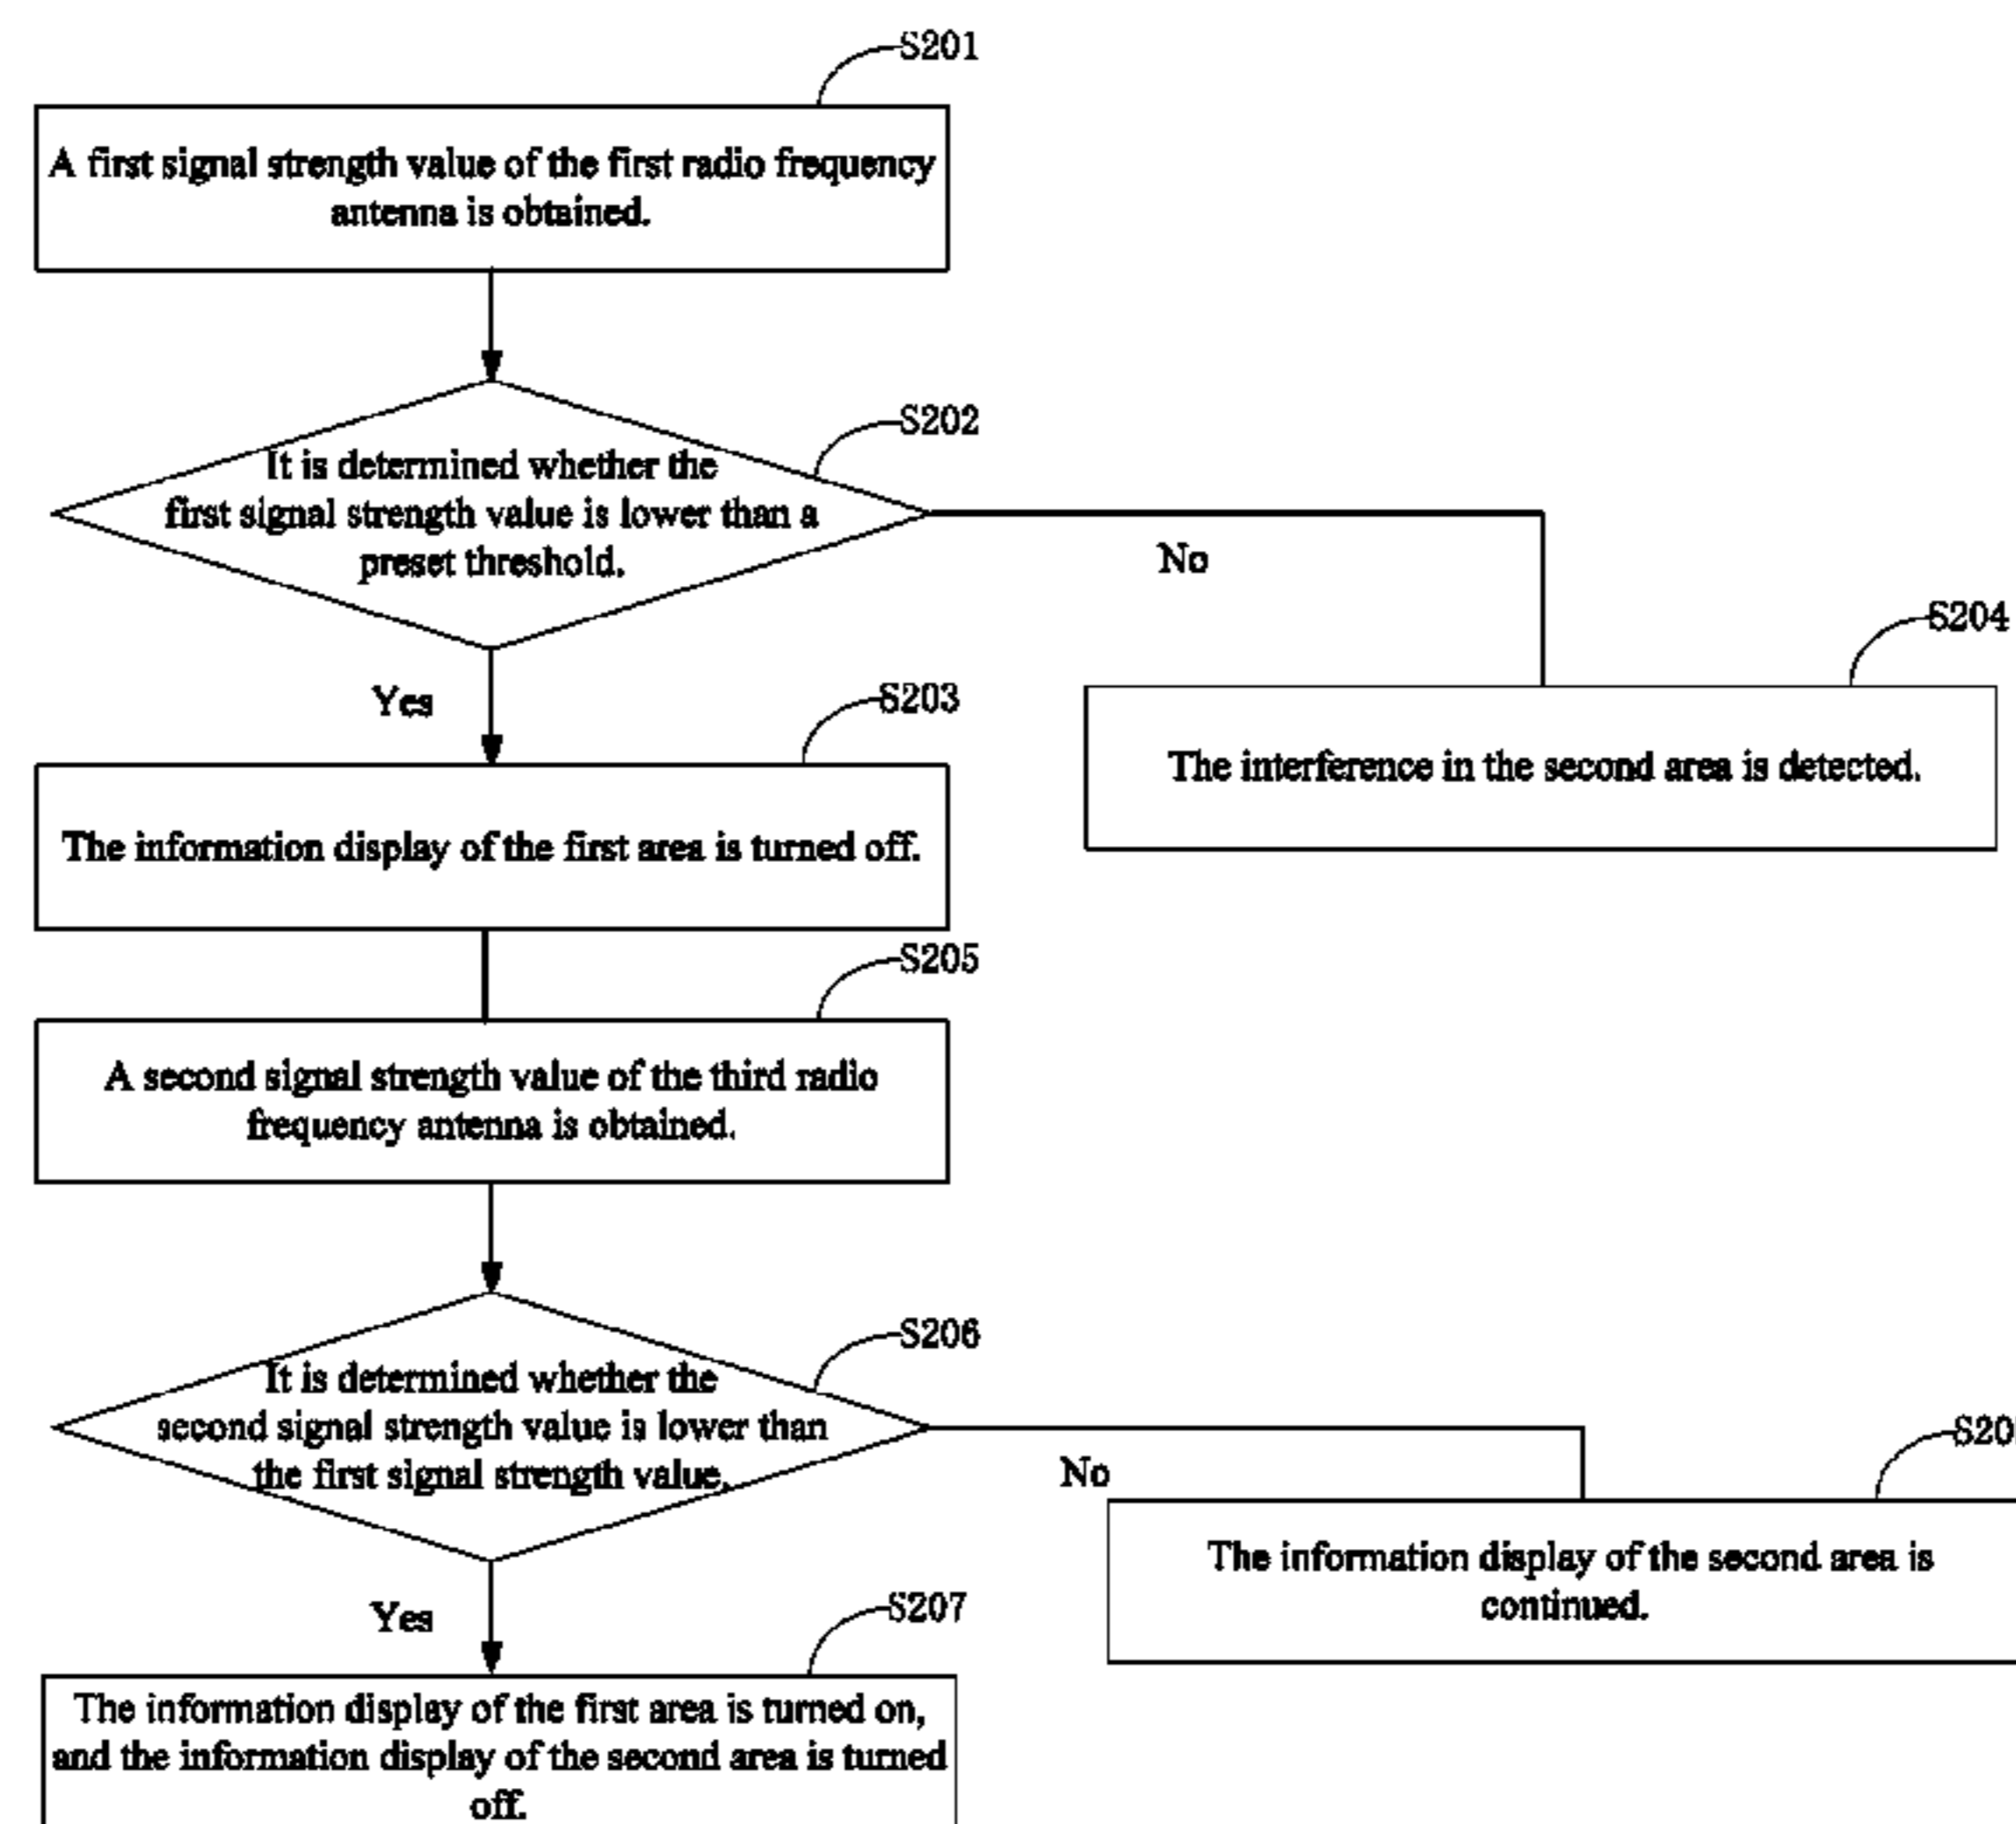 S201
A first signal strength value of the first radio frequency
antenna is obtained.
S202
It is determined whether the
first signal strength value is lower than a
preset threshold.
No
S204
Yes
S203
The interference in the second area is detected.
The information display of the first area is turned off.
S205
A second signal strength value of the third radio
frequency antenna is obtained.
S206
It is determined whether the
second signal strength value is lower than
the first signal strength value.
No
S20
The information display of the second area is
continued.
Yes
S207
The information display of the first area is turned on,
and the information display of the second area is turned
off.